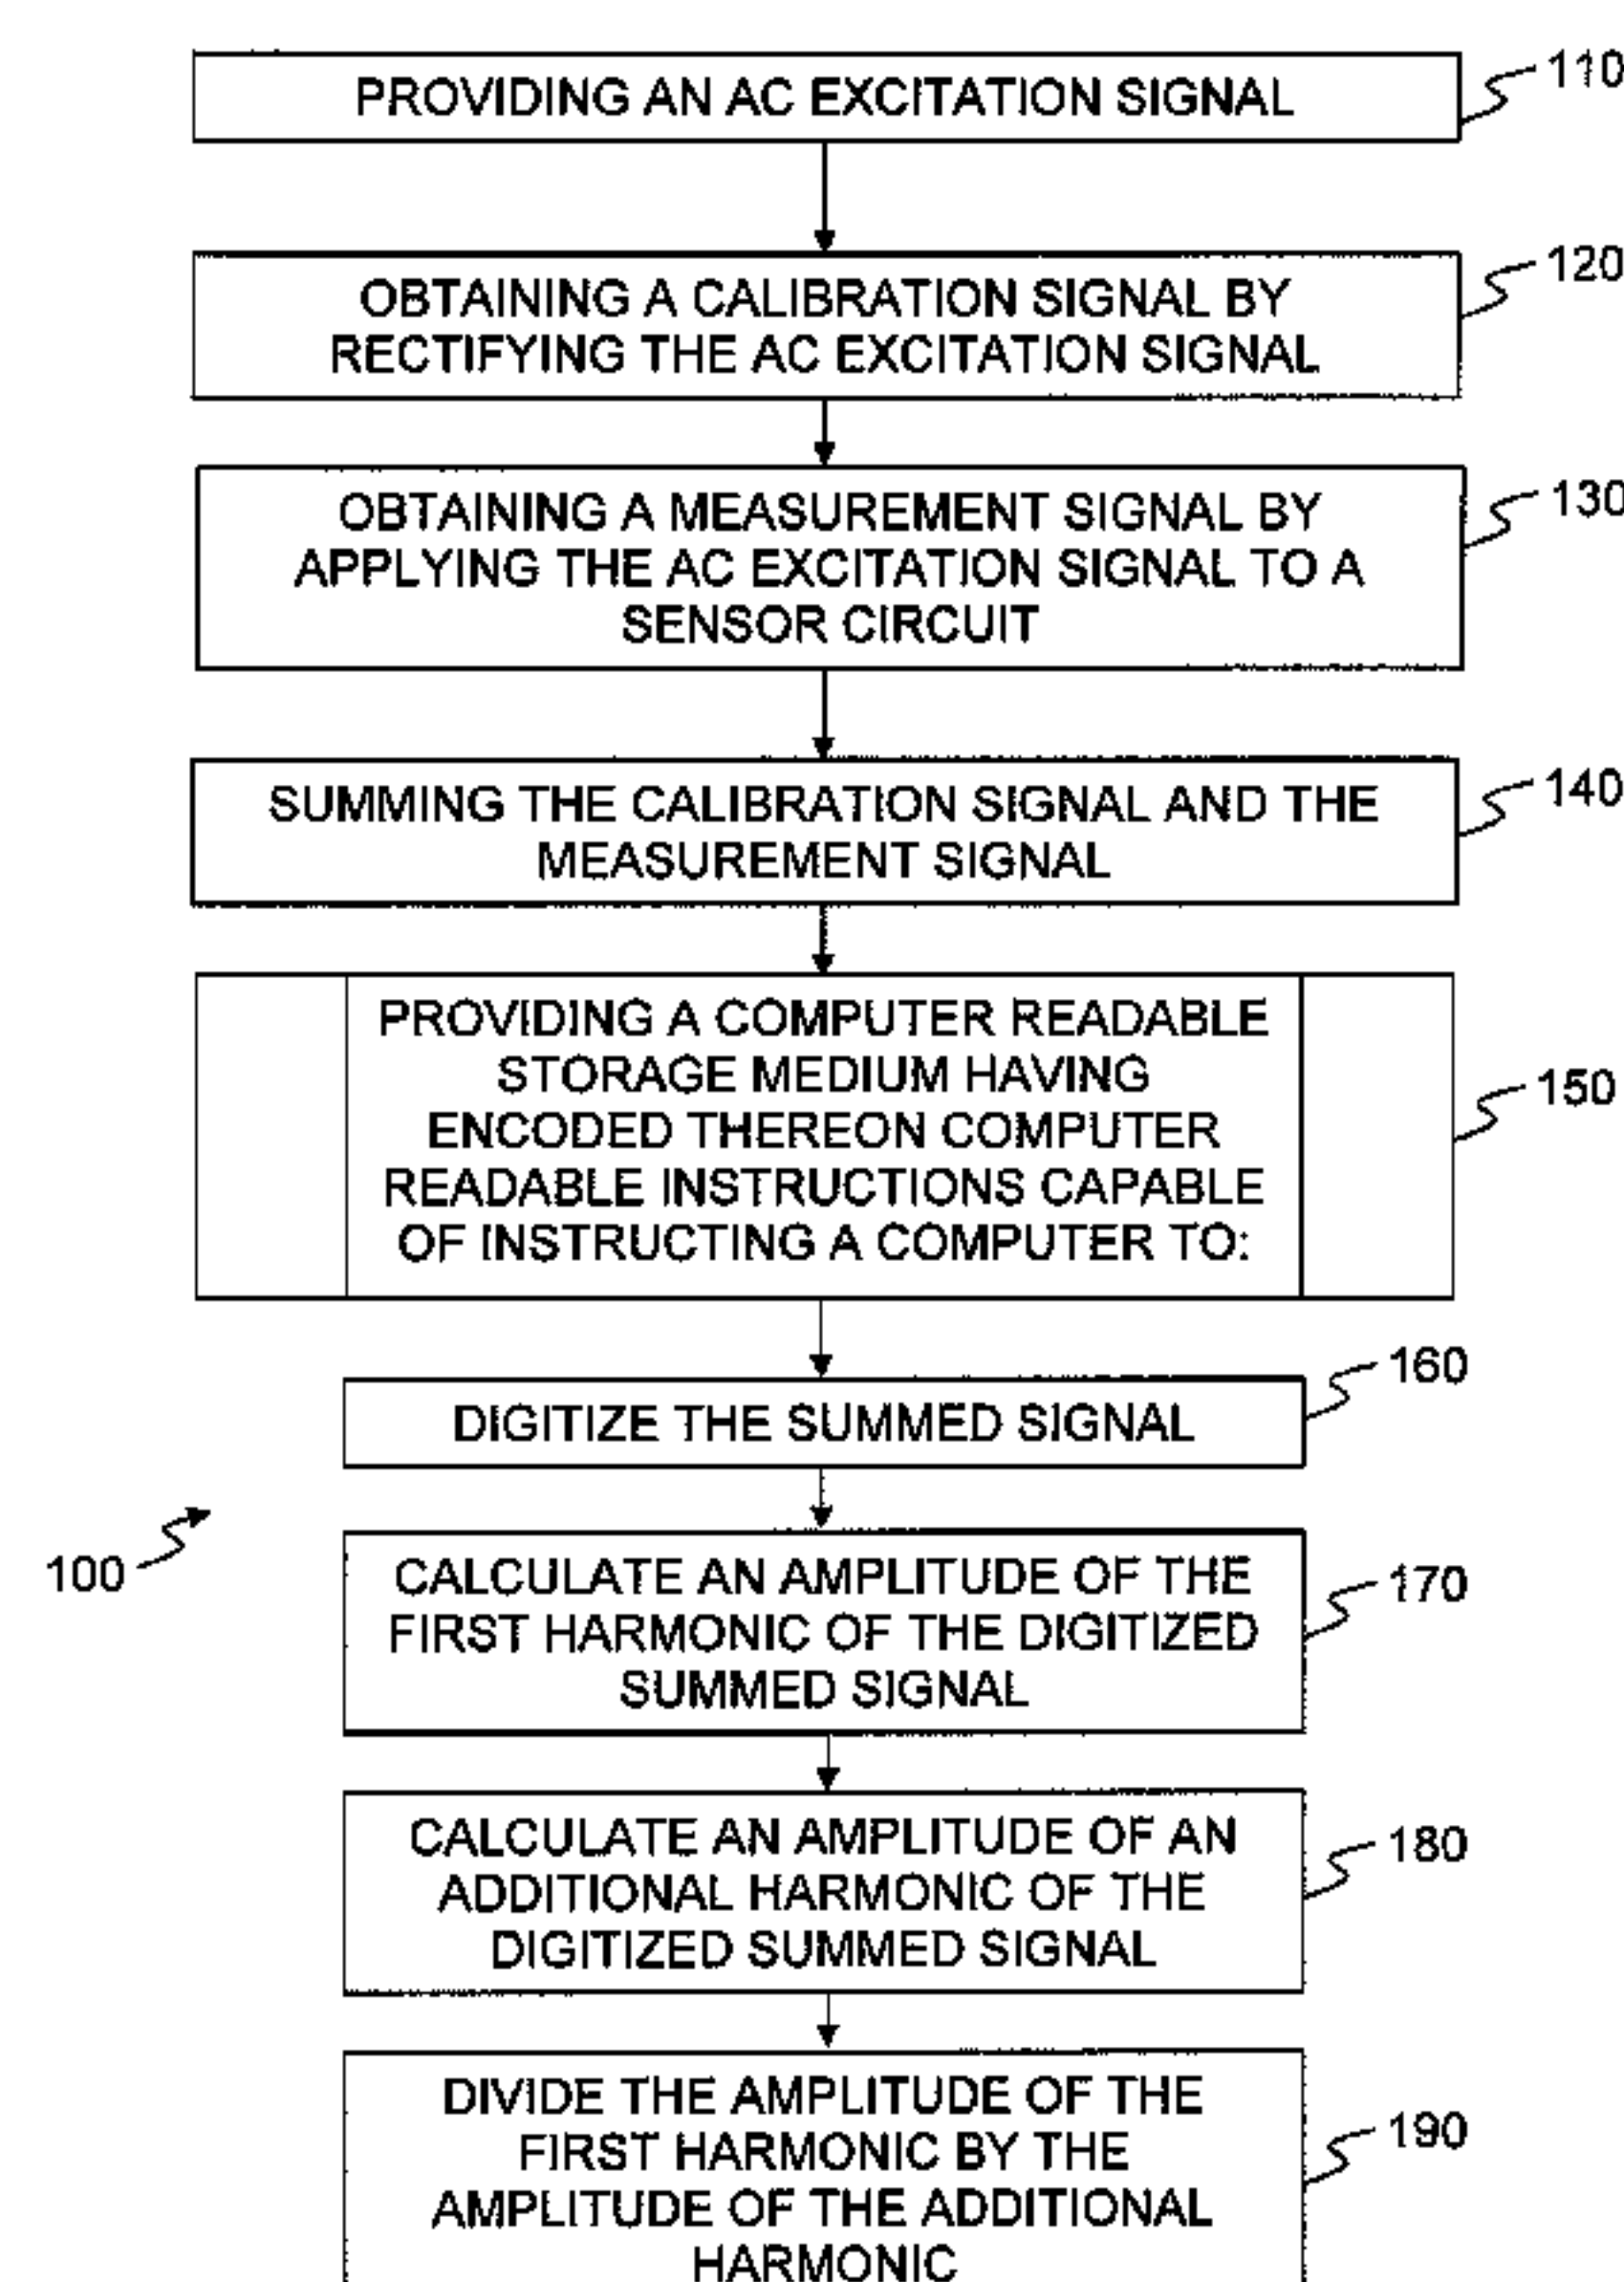 PROVIDING AN AC EXCITATION SIGNAL
110
OBTAINING A CALIBRATION SIGNAL BY
RECTIFYING THE AC EXCITATION SIGNAL
120
OBTAINING A MEASUREMENT SIGNAL BY
APPLYING THE AC EXCITATION SIGNAL TO A
SENSOR CIRCUIT
130
SUMMING THE CALIBRATION SIGNAL AND THE
MEASUREMENT SIGNAL
140
PROVIDING A COMPUTER READABLE
STORAGE MEDIUM HAVING
ENCODED THEREON COMPUTER
READABLE INSTRUCTIONS CAPABLE
OF INSTRUCTING A COMPUTER TO:
150
DIGITIZE THE SUMMED SIGNAL
160
100
CALCULATE AN AMPLITUDE OF THE
FIRST HARMONIC OF THE DIGITIZED
SUMMED SIGNAL
170
CALCULATE AN AMPLITUDE OF AN
ADDITIONAL HARMONIC OF THE
DIGITIZED SUMMED SIGNAL
180
DIVIDE THE AMPLITUDE OF THE
FIRST HARMONIC BY THE
AMPLITUDE OF THE ADDITIONAL
HARMONIC
190